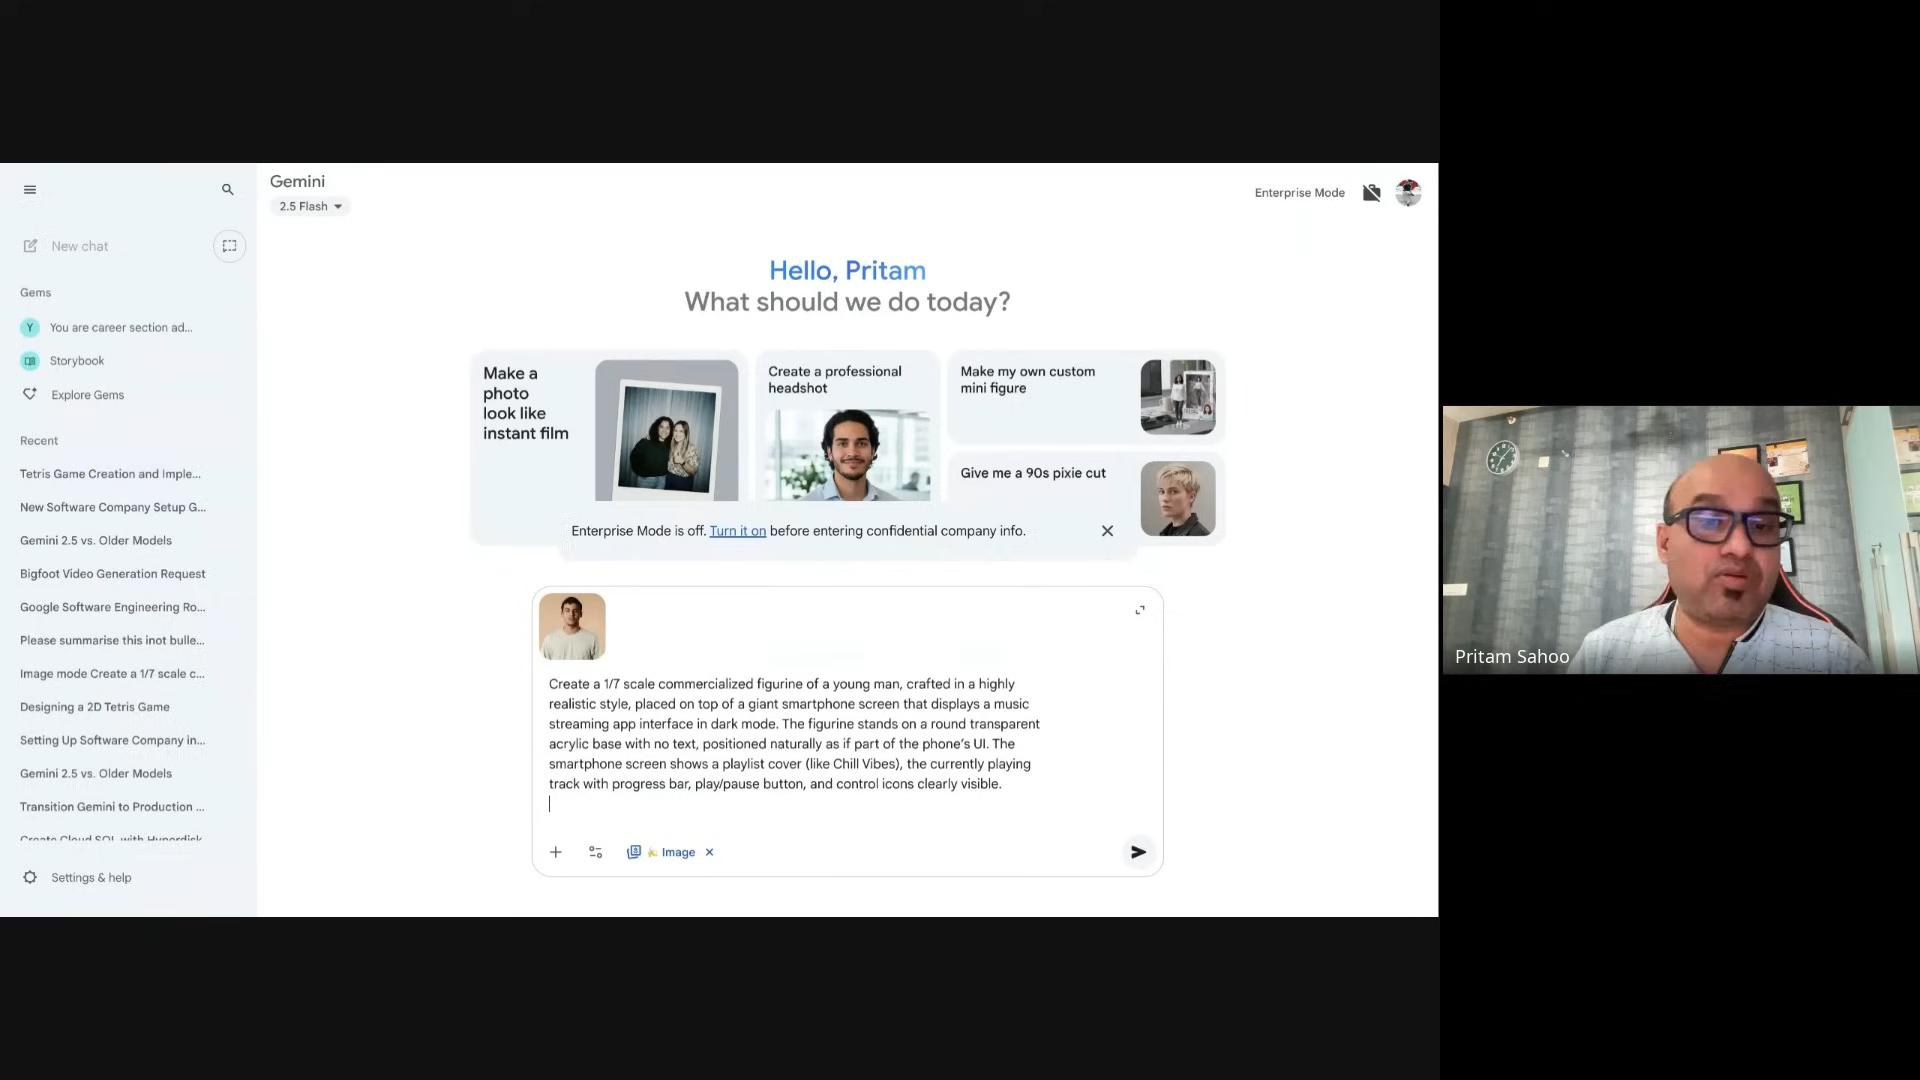 Gemini
2.5 Flash
Enterprise Mode
New chat
Gems
Y
You are career section ad...
Storybook
Explore Gems
Recent
Tetris Game Creation and Imple...
New Software Company Setup G...
Gemini 2.5 vs. Older Models
Bigfoot Video Generation Request
Google Software Engineering Ro...
Please summarise this inot bulle...
Image mode Create a 1/7 scale c...
Designing a 2D Tetris Game
Setting Up Software Company in...
Gemini 2.5 vs. Older Models
Transition Gemini to Production ...
Create Cloud SQL with Hyperdisk
Settings & help
Hello, Pritam
What should we do today?
Make a
photo
look like
instant film
Create a professional
headshot
Make my own custom
mini figure
Give me a 90s pixie cut
Enterprise Mode is off. Turn it on before entering confidential company info.
Create a 1/7 scale commercialized figurine of a young man, crafted in a highly
realistic style, placed on top of a giant smartphone screen that displays a music
streaming app interface in dark mode. The figurine stands on a round transparent
acrylic base with no text, positioned naturally as if part of the phone's UI. The
smartphone screen shows a playlist cover (like Chill Vibes), the currently playing
track with progress bar, play/pause button, and control icons clearly visible.
Image
Pritam Sahoo